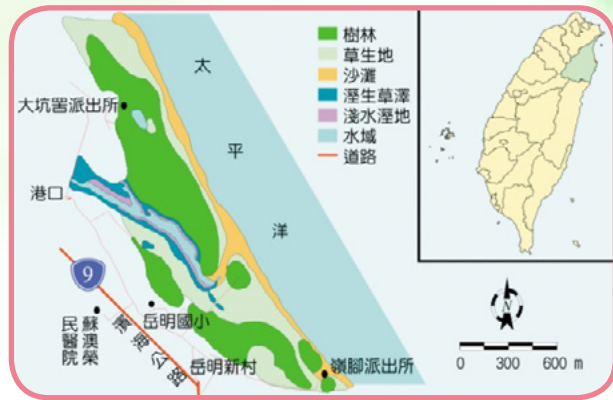 樹林
草生地
沙灘
溼生草澤
淺水溼地
水域
道路
太平洋
大坑罟派出所
港口
9
蘇澳榮民醫院
濱海公路
岳明國小
岳明新村
嶺腳派出所
N
0 300 600 m